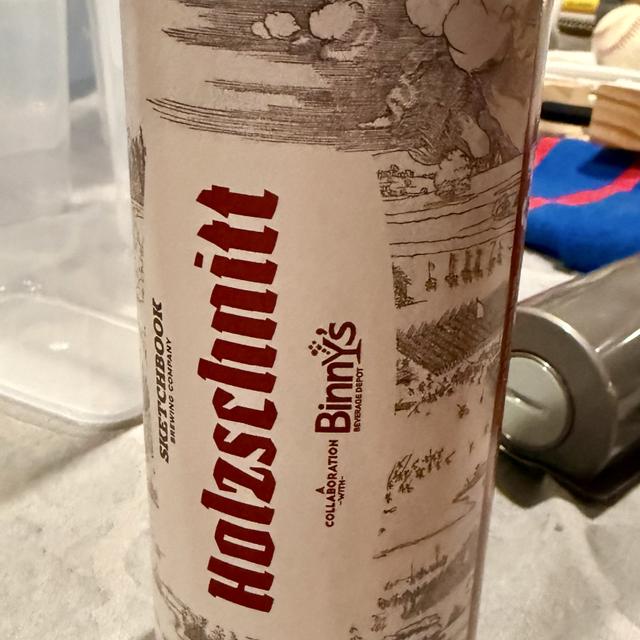 SKETCHBOOK
BREWING COMPANY
Holzschnitt
A
COLLABORATION
-WITH-
BinnY's
BEVERAGE DEPOT